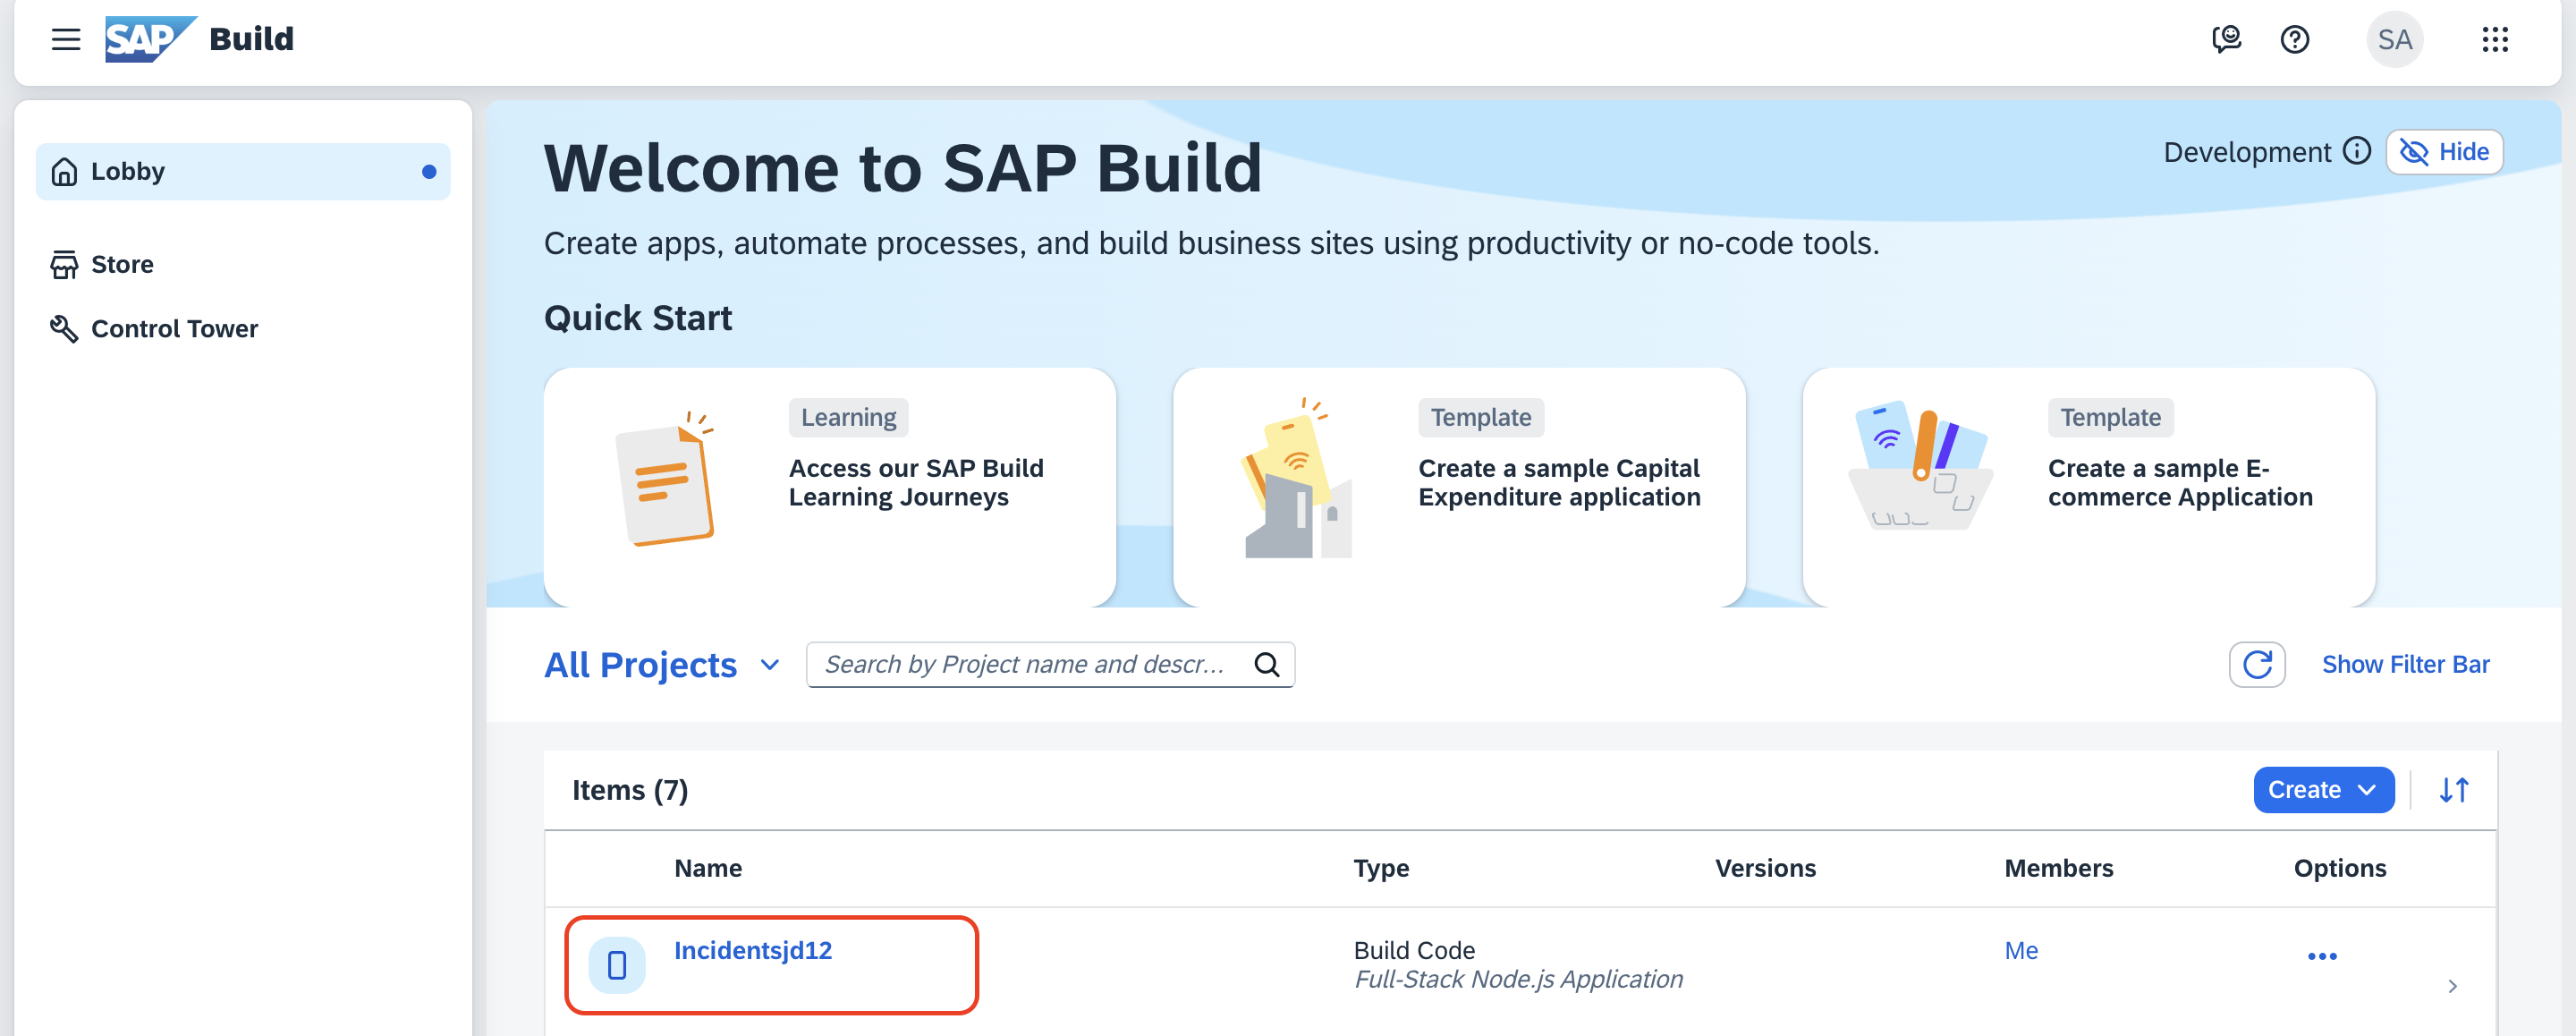 SAP Build
SA
Lobby
Store
Control Tower
Welcome to SAP Build
Development
Hide
Create apps, automate processes, and build business sites using productivity or no-code tools.
Quick Start
Learning
Access our SAP Build
Learning Journeys
Template
Create a sample Capital
Expenditure application
Template
Create a sample E-
commerce Application
All Projects
Search by Project name and descr...
Show Filter Bar
Items (7)
Create
Name Type Versions Members Options
Incidentsjd12 Build Code Me
Full-Stack Node.js Application